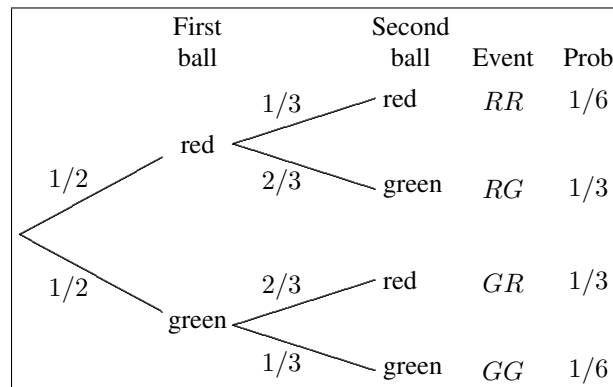 First Second
ball ball Event Prob
1/3 red RR 1/6
red
1/2 2/3 green RG 1/3
1/2 2/3 red GR 1/3
green
1/3 green GG 1/6